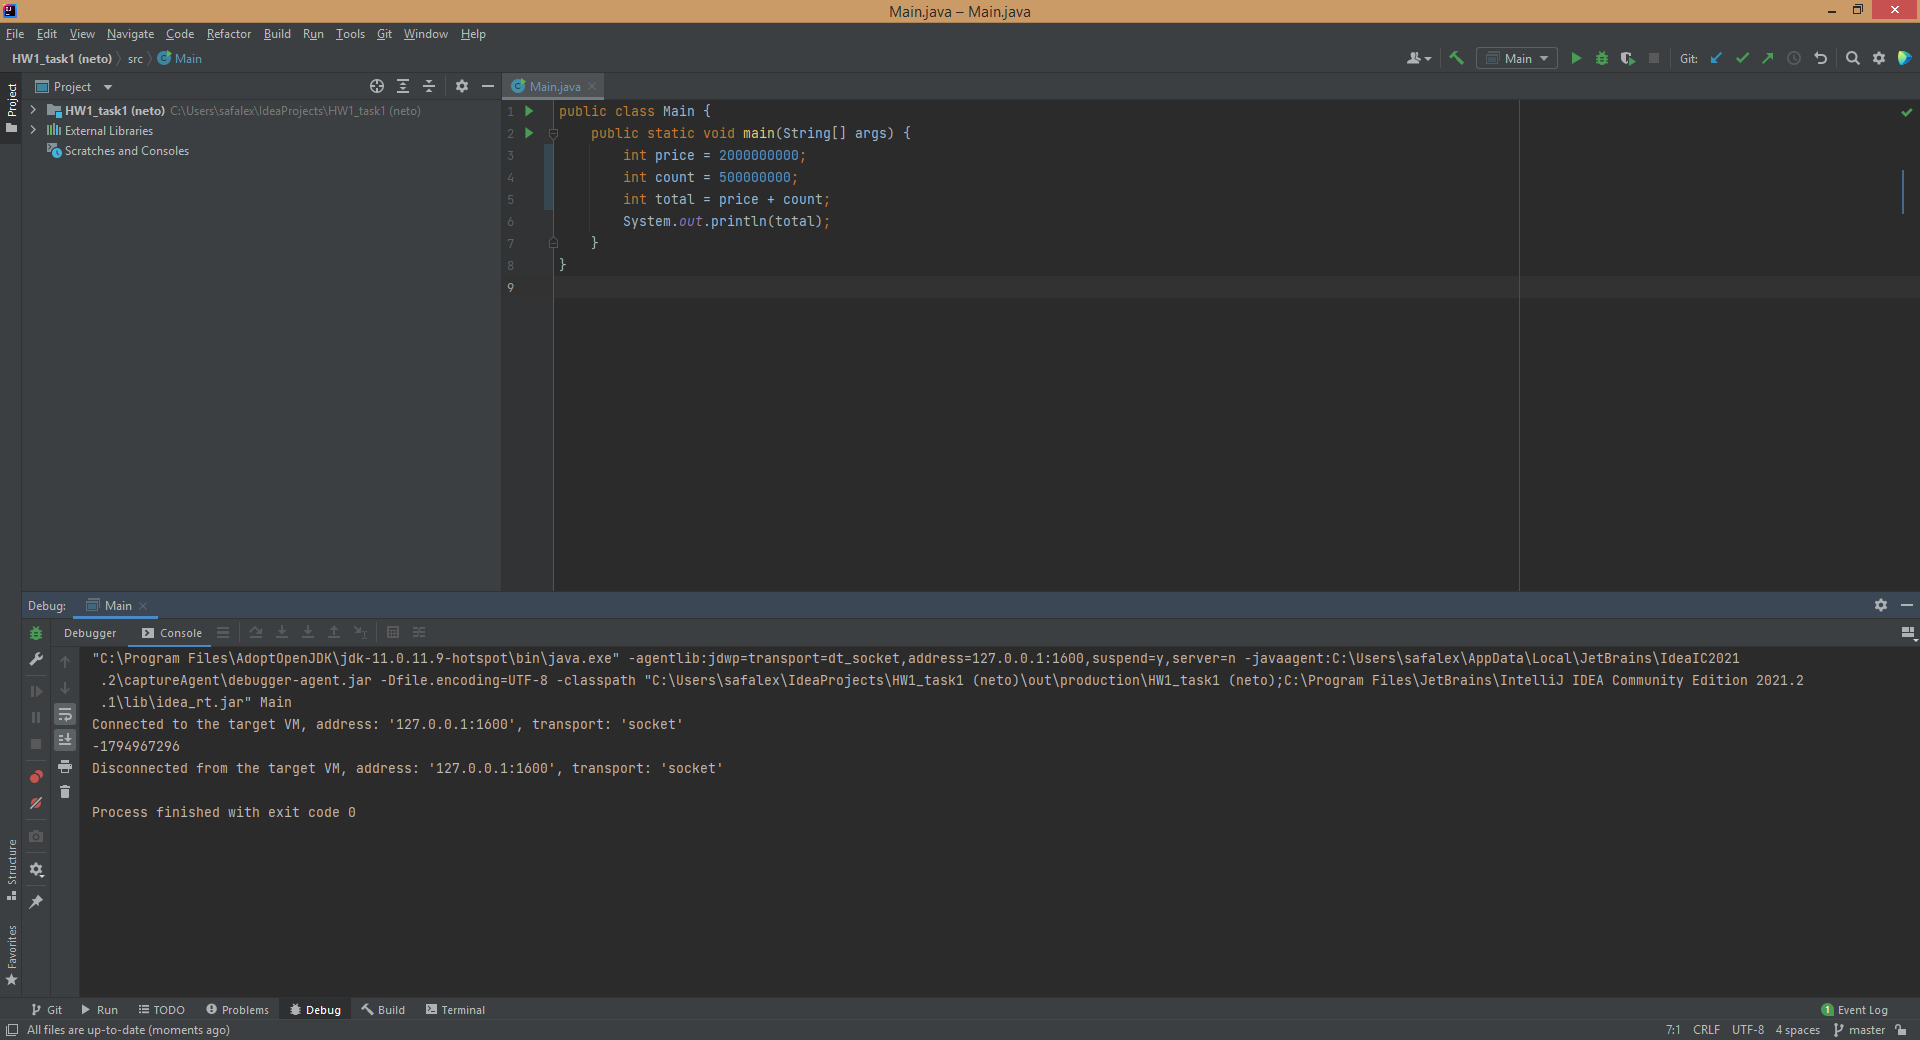 Main.java – Main.java
File Edit View Navigate Code Refactor Build Run Tools Git Window Help
HW1_task1 (neto) src Main
Main
Git:
Project
Project
Main.java
HW1_task1 (neto) C:\Users\safalex\IdeaProjects\HW1_task1 (neto)
External Libraries
Scratches and Consoles
1 public class Main {
2 public static void main(String[] args) {
3 int price = 2000000000;
4 int count = 500000000;
5 int total = price + count;
6 System.out.println(total);
7 }
8 }
9
Debug: Main
Debugger Console
"C:\Program Files\AdoptOpenJDK\jdk-11.0.11.9-hotspot\bin\java.exe" -agentlib:jdwp=transport=dt_socket,address=127.0.0.1:1600,suspend=y,server=n -javaagent:C:\Users\safalex\AppData\Local\JetBrains\IdeaIC2021
.2\captureAgent\debugger-agent.jar -Dfile.encoding=UTF-8 -classpath "C:\Users\safalex\IdeaProjects\HW1_task1 (neto)\out\production\HW1_task1 (neto);C:\Program Files\JetBrains\IntelliJ IDEA Community Edition 2021.2
.1\lib\idea_rt.jar" Main
Connected to the target VM, address: '127.0.0.1:1600', transport: 'socket'
-1794967296
Disconnected from the target VM, address: '127.0.0.1:1600', transport: 'socket'
Process finished with exit code 0
Structure
Favorites
Git Run TODO Problems Debug Build Terminal 1 Event Log
All files are up-to-date (moments ago) 7:1 CRLF UTF-8 4 spaces master